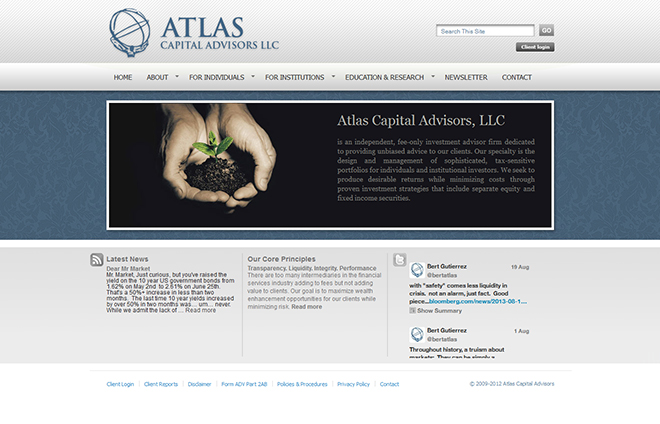 ATLAS
CAPITAL ADVISORS LLC
Search This Site
GO
Client login
HOME ABOUT FOR INDIVIDUALS FOR INSTITUTIONS EDUCATION & RESEARCH NEWSLETTER CONTACT
Atlas Capital Advisors, LLC
is an independent, fee-only investment advisor firm dedicated
to providing unbiased advice to our clients. Our specialty is the
design and management of sophisticated, tax-sensitive
portfolios for individuals and institutional investors. We seek to
produce desirable returns while minimizing costs through
proven investment strategies that include separate equity and
fixed income securities.
Latest News
Dear Mr Market
Mr. Market, Just curious, but you've raised the
yield on the 10 year US government bonds from
1.62% on May 2nd to 2.61% on June 25th.
That's a 50%+ increase in less than two
months. The last time 10 year yields increased
by over 50% in two months was... um... never.
While we admit the lack of ... Read more
Our Core Principles
Transparency. Liquidity. Integrity. Performance
There are too many intermediaries in the financial
services industry adding to fees but not adding
value to clients. Our goal is to maximize wealth
enhancement opportunities for our clients while
minimizing risk. Read more
Bert Gutierrez 19 Aug
@bertatlas
with "safety" comes less liquidity in
crisis. not an alarm, just fact. Good
piece...bloomberg.com/news/2013-08-1...
Show Summary
Bert Gutierrez 1 Aug
@bertatlas
Throughout history, a truism about
markets: They can be simply a
Client Login Client Reports Disclaimer Form ADV Part 2AB Policies & Procedures Privacy Policy Contact
© 2009-2012 Atlas Capital Advisors